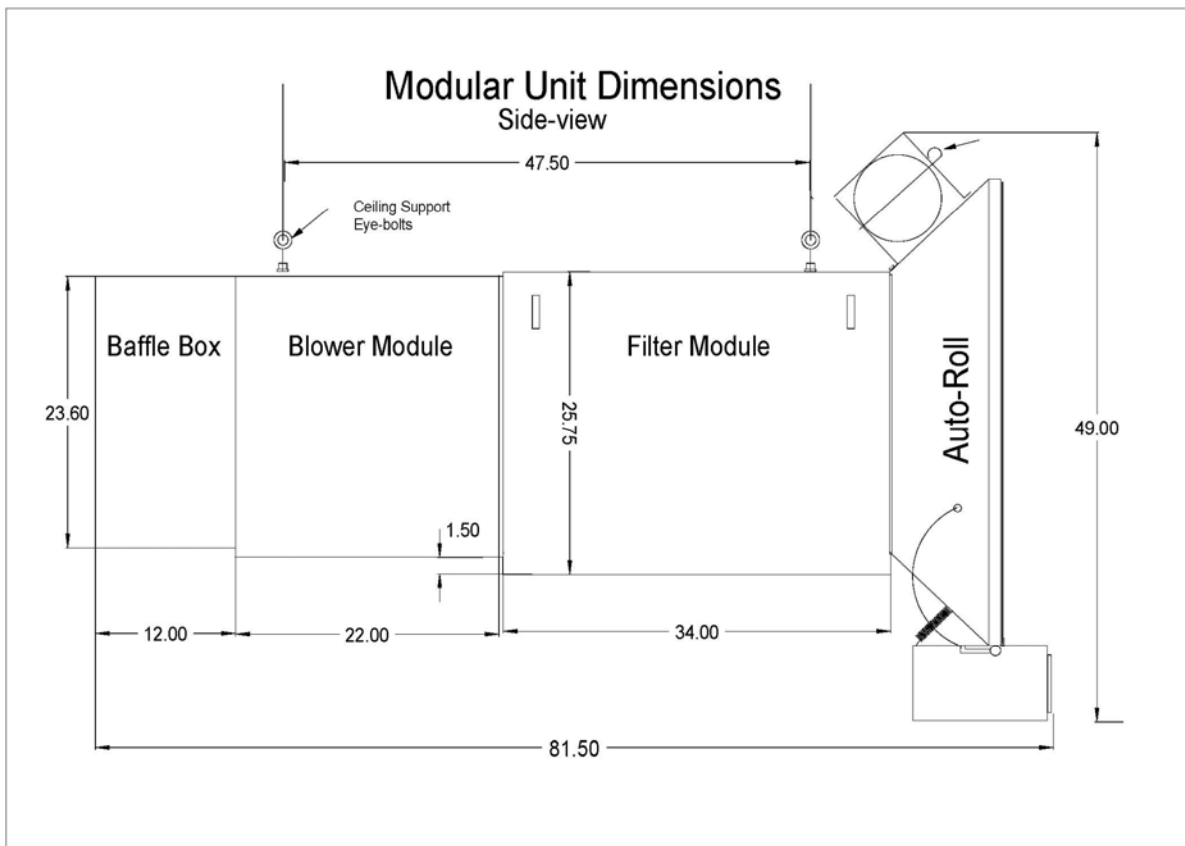 Modular Unit Dimensions
Side-view
47.50
Ceiling Support
Eye-bolts
Baffle Box
Blower Module
Filter Module
Auto-Roll
23.60
25.75
49.00
1.50
12.00
22.00
34.00
81.50